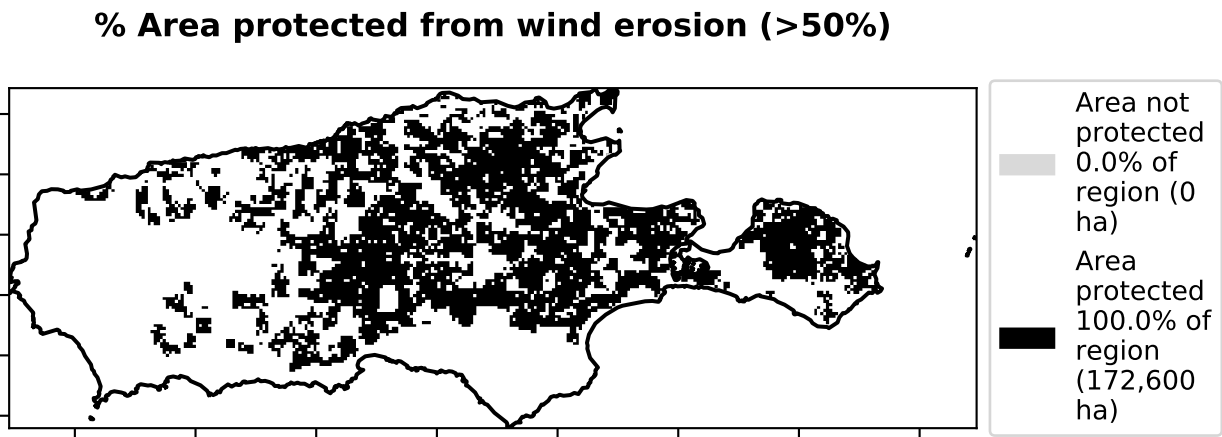 % Area protected from wind erosion (>50%)
Area not
protected
0.0% of
region (0
ha)
Area
protected
100.0% of
region
(172,600
ha)